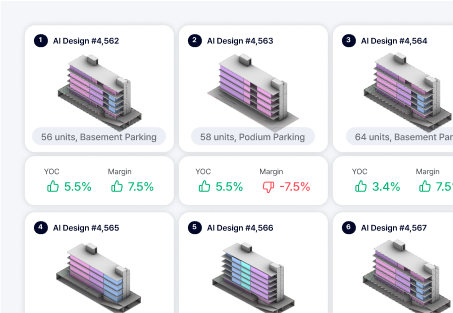 1 AI Design #4,562
2 AI Design #4,563
3 AI Design #4,564
56 units, Basement Parking
58 units, Podium Parking
64 units, Basement Par
YOC Margin
5.5% 7.5%
YOC Margin
5.5% -7.5%
YOC Margin
3.4% 7.5
4 AI Design #4,565
5 AI Design #4,566
6 AI Design #4,567